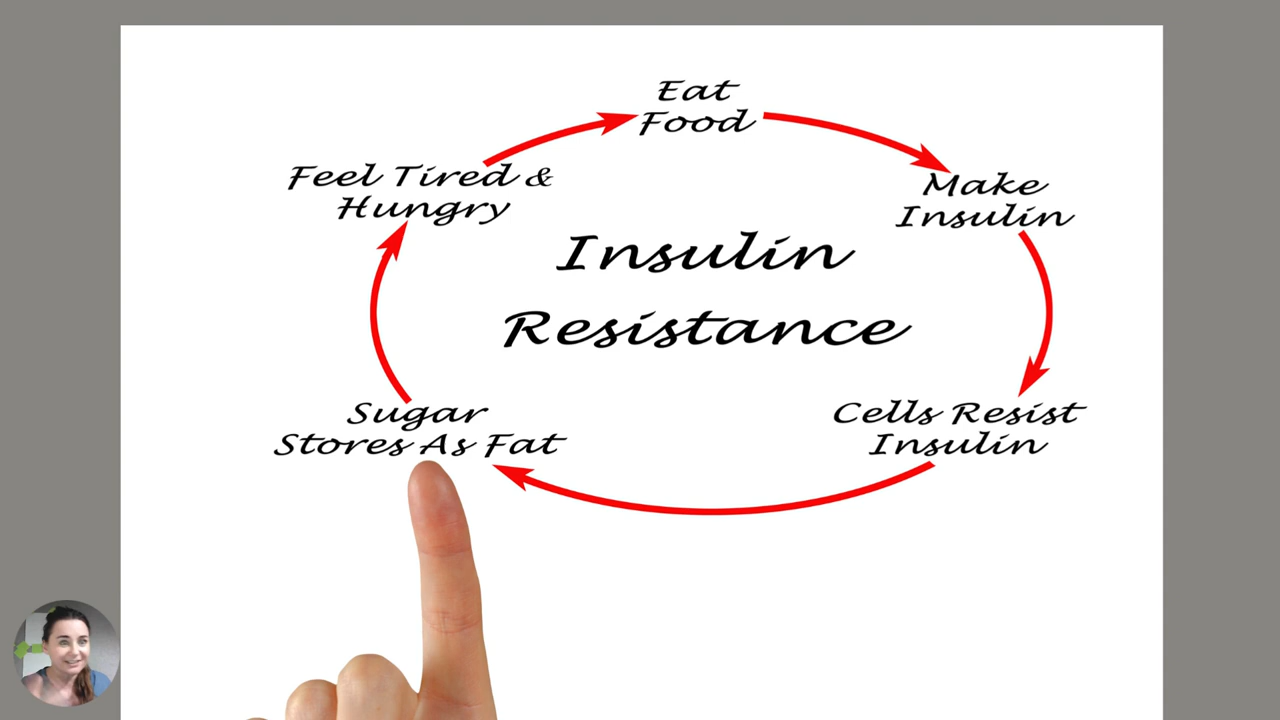 Eat
Food
Make
Insulin
Cells Resist
Insulin
Sugar
Stores As Fat
Feel Tired &
Hungry
Insulin
Resistance